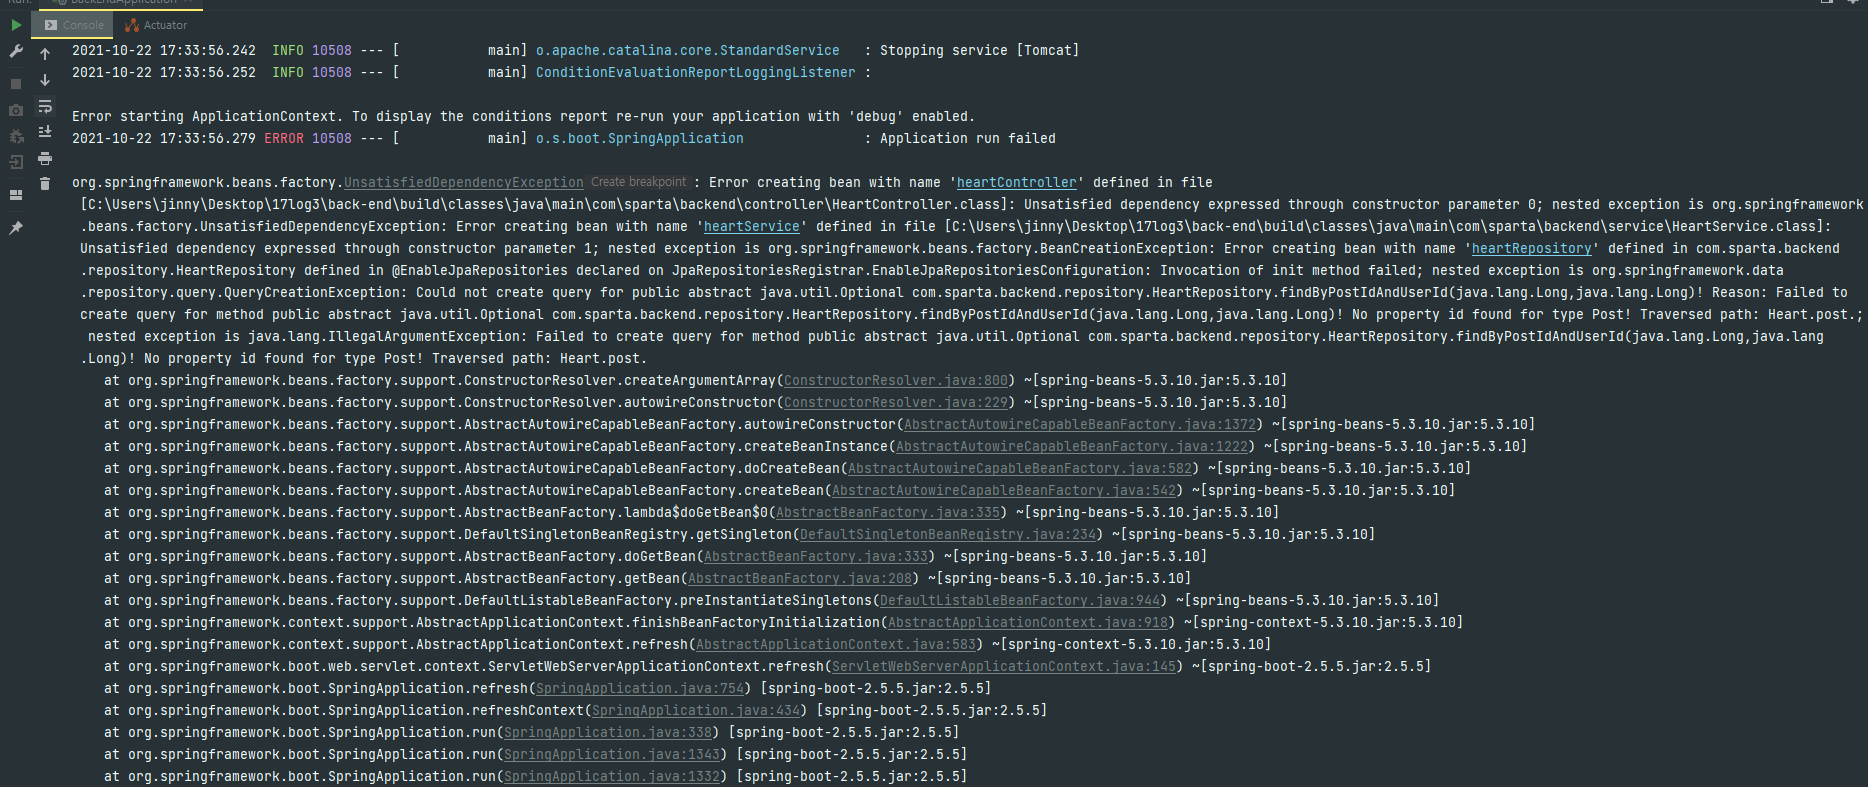 Run: BackEndApplication
Console Actuator
2021-10-22 17:33:56.242  INFO 10508 --- [           main] o.apache.catalina.core.StandardService   : Stopping service [Tomcat]
2021-10-22 17:33:56.252  INFO 10508 --- [           main] ConditionEvaluationReportLoggingListener :
Error starting ApplicationContext. To display the conditions report re-run your application with 'debug' enabled.
2021-10-22 17:33:56.279 ERROR 10508 --- [           main] o.s.boot.SpringApplication               : Application run failed
org.springframework.beans.factory.UnsatisfiedDependencyException Create breakpoint : Error creating bean with name 'heartController' defined in file
[C:\Users\jinny\Desktop\17log3\back-end\build\classes\java\main\com\sparta\backend\controller\HeartController.class]: Unsatisfied dependency expressed through constructor parameter 0; nested exception is org.springframework
.beans.factory.UnsatisfiedDependencyException: Error creating bean with name 'heartService' defined in file [C:\Users\jinny\Desktop\17log3\back-end\build\classes\java\main\com\sparta\backend\service\HeartService.class]:
Unsatisfied dependency expressed through constructor parameter 1; nested exception is org.springframework.beans.factory.BeanCreationException: Error creating bean with name 'heartRepository' defined in com.sparta.backend
.repository.HeartRepository defined in @EnableJpaRepositories declared on JpaRepositoriesRegistrar.EnableJpaRepositoriesConfiguration: Invocation of init method failed; nested exception is org.springframework.data
.repository.query.QueryCreationException: Could not create query for public abstract java.util.Optional com.sparta.backend.repository.HeartRepository.findByPostIdAndUserId(java.lang.Long,java.lang.Long)! Reason: Failed to
create query for method public abstract java.util.Optional com.sparta.backend.repository.HeartRepository.findByPostIdAndUserId(java.lang.Long,java.lang.Long)! No property id found for type Post! Traversed path: Heart.post.;
nested exception is java.lang.IllegalArgumentException: Failed to create query for method public abstract java.util.Optional com.sparta.backend.repository.HeartRepository.findByPostIdAndUserId(java.lang.Long,java.lang
.Long)! No property id found for type Post! Traversed path: Heart.post.
at org.springframework.beans.factory.support.ConstructorResolver.createArgumentArray(ConstructorResolver.java:800) ~[spring-beans-5.3.10.jar:5.3.10]
at org.springframework.beans.factory.support.ConstructorResolver.autowireConstructor(ConstructorResolver.java:229) ~[spring-beans-5.3.10.jar:5.3.10]
at org.springframework.beans.factory.support.AbstractAutowireCapableBeanFactory.autowireConstructor(AbstractAutowireCapableBeanFactory.java:1372) ~[spring-beans-5.3.10.jar:5.3.10]
at org.springframework.beans.factory.support.AbstractAutowireCapableBeanFactory.createBeanInstance(AbstractAutowireCapableBeanFactory.java:1222) ~[spring-beans-5.3.10.jar:5.3.10]
at org.springframework.beans.factory.support.AbstractAutowireCapableBeanFactory.doCreateBean(AbstractAutowireCapableBeanFactory.java:582) ~[spring-beans-5.3.10.jar:5.3.10]
at org.springframework.beans.factory.support.AbstractAutowireCapableBeanFactory.createBean(AbstractAutowireCapableBeanFactory.java:542) ~[spring-beans-5.3.10.jar:5.3.10]
at org.springframework.beans.factory.support.AbstractBeanFactory.lambda$doGetBean$0(AbstractBeanFactory.java:335) ~[spring-beans-5.3.10.jar:5.3.10]
at org.springframework.beans.factory.support.DefaultSingletonBeanRegistry.getSingleton(DefaultSingletonBeanRegistry.java:234) ~[spring-beans-5.3.10.jar:5.3.10]
at org.springframework.beans.factory.support.AbstractBeanFactory.doGetBean(AbstractBeanFactory.java:333) ~[spring-beans-5.3.10.jar:5.3.10]
at org.springframework.beans.factory.support.AbstractBeanFactory.getBean(AbstractBeanFactory.java:208) ~[spring-beans-5.3.10.jar:5.3.10]
at org.springframework.beans.factory.support.DefaultListableBeanFactory.preInstantiateSingletons(DefaultListableBeanFactory.java:944) ~[spring-beans-5.3.10.jar:5.3.10]
at org.springframework.context.support.AbstractApplicationContext.finishBeanFactoryInitialization(AbstractApplicationContext.java:918) ~[spring-context-5.3.10.jar:5.3.10]
at org.springframework.context.support.AbstractApplicationContext.refresh(AbstractApplicationContext.java:583) ~[spring-context-5.3.10.jar:5.3.10]
at org.springframework.boot.web.servlet.context.ServletWebServerApplicationContext.refresh(ServletWebServerApplicationContext.java:145) ~[spring-boot-2.5.5.jar:2.5.5]
at org.springframework.boot.SpringApplication.refresh(SpringApplication.java:754) [spring-boot-2.5.5.jar:2.5.5]
at org.springframework.boot.SpringApplication.refreshContext(SpringApplication.java:434) [spring-boot-2.5.5.jar:2.5.5]
at org.springframework.boot.SpringApplication.run(SpringApplication.java:338) [spring-boot-2.5.5.jar:2.5.5]
at org.springframework.boot.SpringApplication.run(SpringApplication.java:1343) [spring-boot-2.5.5.jar:2.5.5]
at org.springframework.boot.SpringApplication.run(SpringApplication.java:1332) [spring-boot-2.5.5.jar:2.5.5]